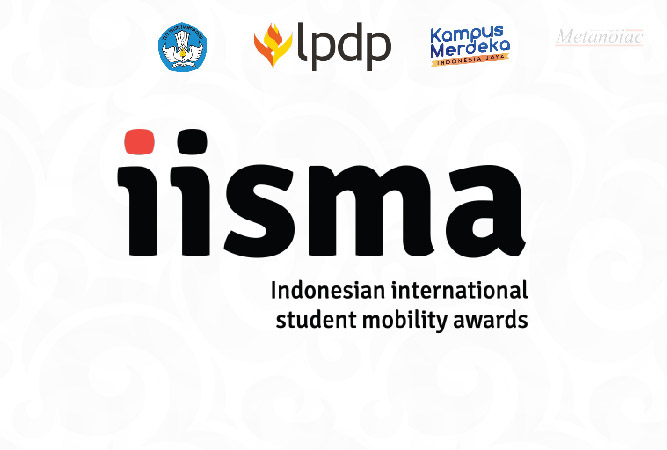 lpdp
Kampus
Merdeka
INDONESIA JAYA
Metanoiac
iisma
Indonesian international
student mobility awards